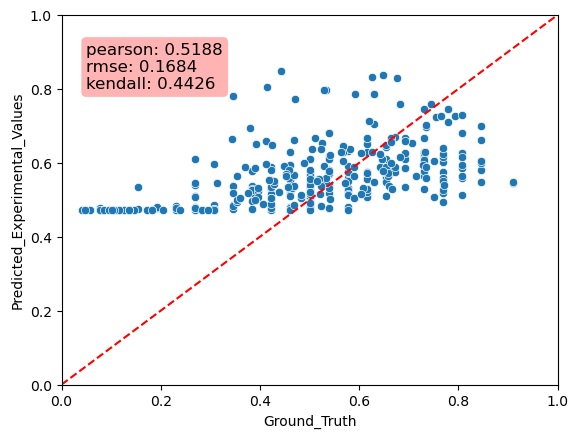 pearson: 0.5188
rmse: 0.1684
kendall: 0.4426
1.0
0.8
0.6
0.4
0.2
0.0
Predicted_Experimental_Values
0.0 0.2 0.4 0.6 0.8 1.0
Ground_Truth